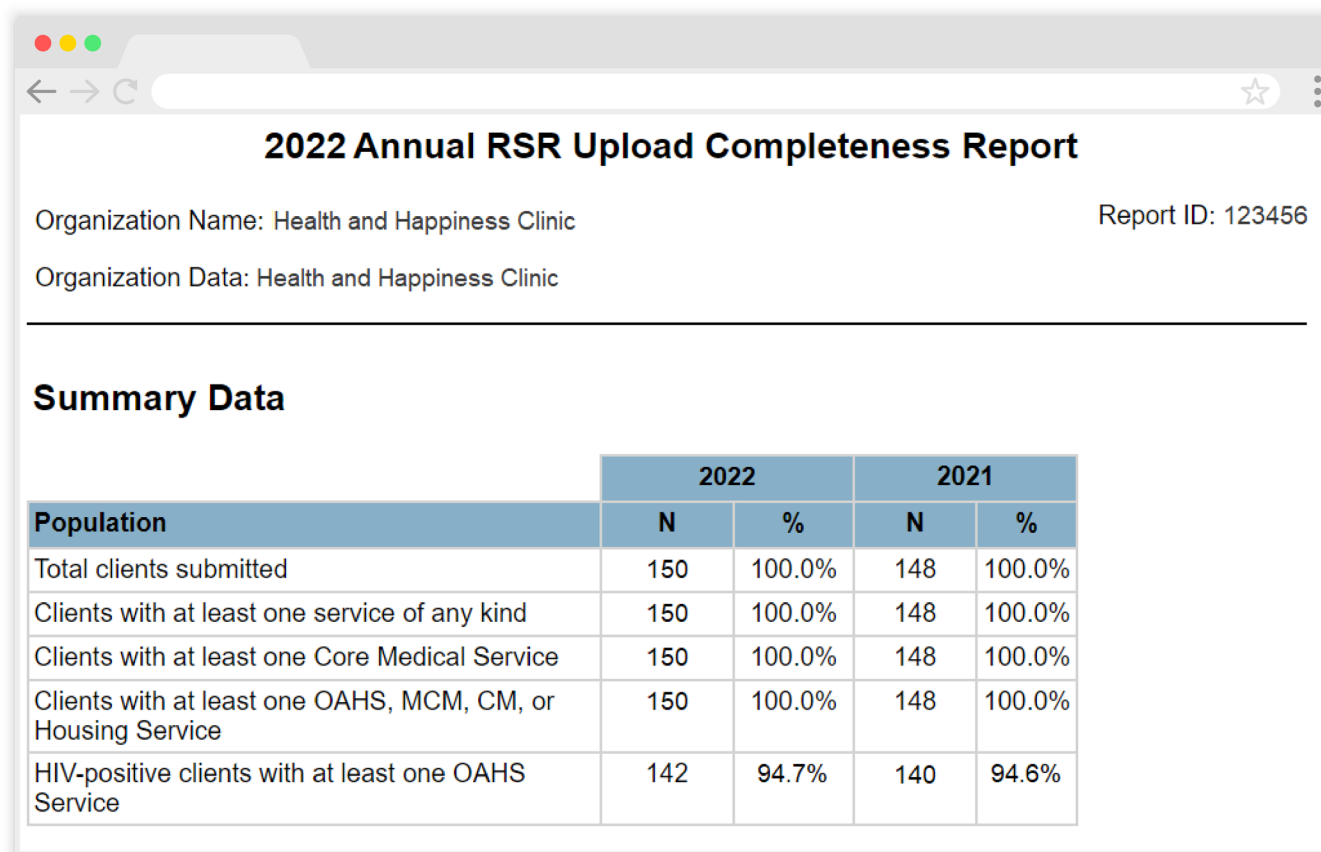 2022 Annual RSR Upload Completeness Report
Organization Name: Health and Happiness Clinic
Report ID: 123456
Organization Data: Health and Happiness Clinic
Summary Data
2022 2021
Population N % N %
Total clients submitted 150 100.0% 148 100.0%
Clients with at least one service of any kind 150 100.0% 148 100.0%
Clients with at least one Core Medical Service 150 100.0% 148 100.0%
Clients with at least one OAHS, MCM, CM, or 150 100.0% 148 100.0%
Housing Service
HIV-positive clients with at least one OAHS 142 94.7% 140 94.6%
Service